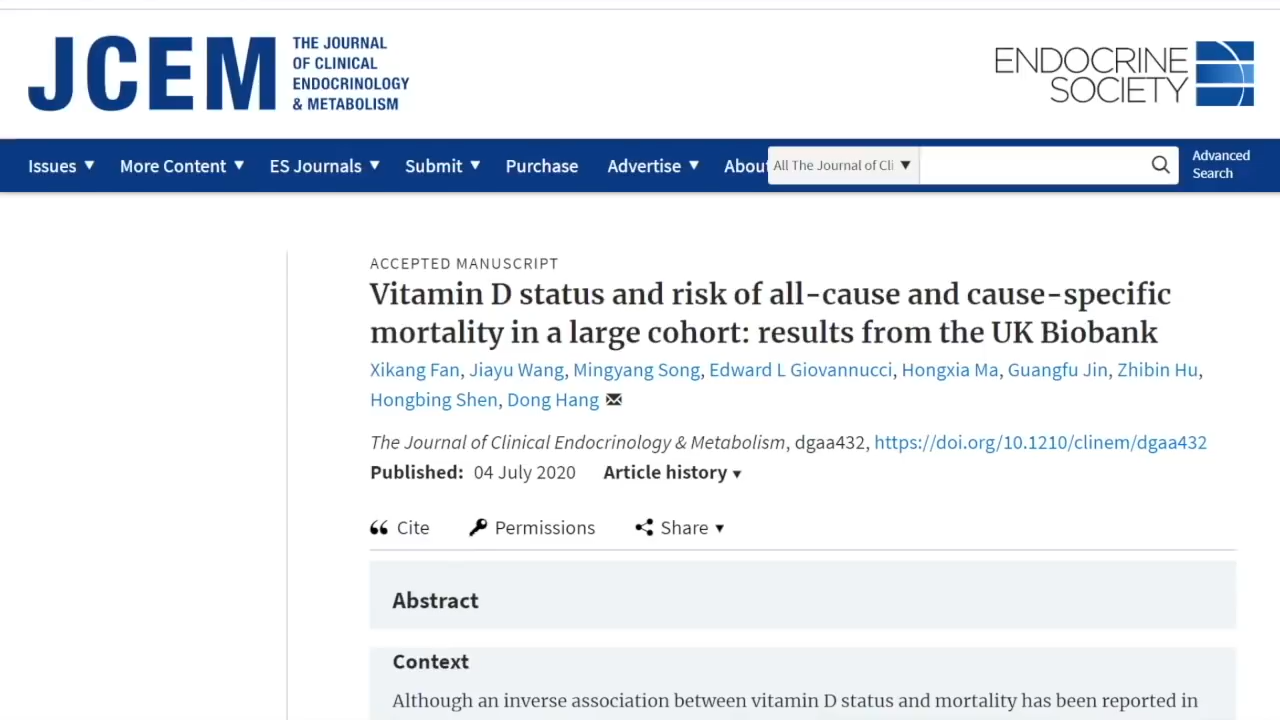 JCEM
THE JOURNAL
OF CLINICAL
ENDOCRINOLOGY
& METABOLISM
ENDOCRINE
SOCIETY
Issues ▼ More Content ▼ ES Journals ▼ Submit ▼ Purchase Advertise ▼ Abou All The Journal of Cli ▼ Advanced
Search
ACCEPTED MANUSCRIPT
Vitamin D status and risk of all-cause and cause-specific
mortality in a large cohort: results from the UK Biobank
Xikang Fan, Jiayu Wang, Mingyang Song, Edward L Giovannucci, Hongxia Ma, Guangfu Jin, Zhibin Hu,
Hongbing Shen, Dong Hang
The Journal of Clinical Endocrinology & Metabolism, dgaa432, https://doi.org/10.1210/clinem/dgaa432
Published: 04 July 2020 Article history ▼
Cite Permissions Share ▼
Abstract
Context
Although an inverse association between vitamin D status and mortality has been reported in